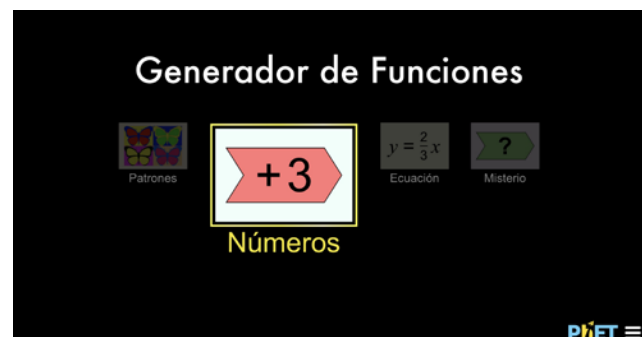 Generador de Funciones
Patrones
+3
Números
y = 2/3 x
Ecuación
?
Misterio
PhET